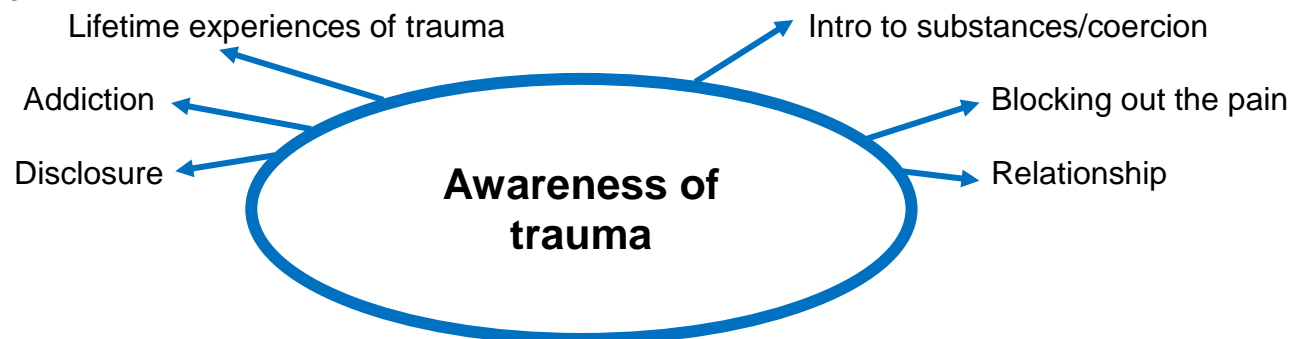 Lifetime experiences of trauma
Intro to substances/coercion
Addiction
Blocking out the pain
Disclosure
Relationship
Awareness of
trauma